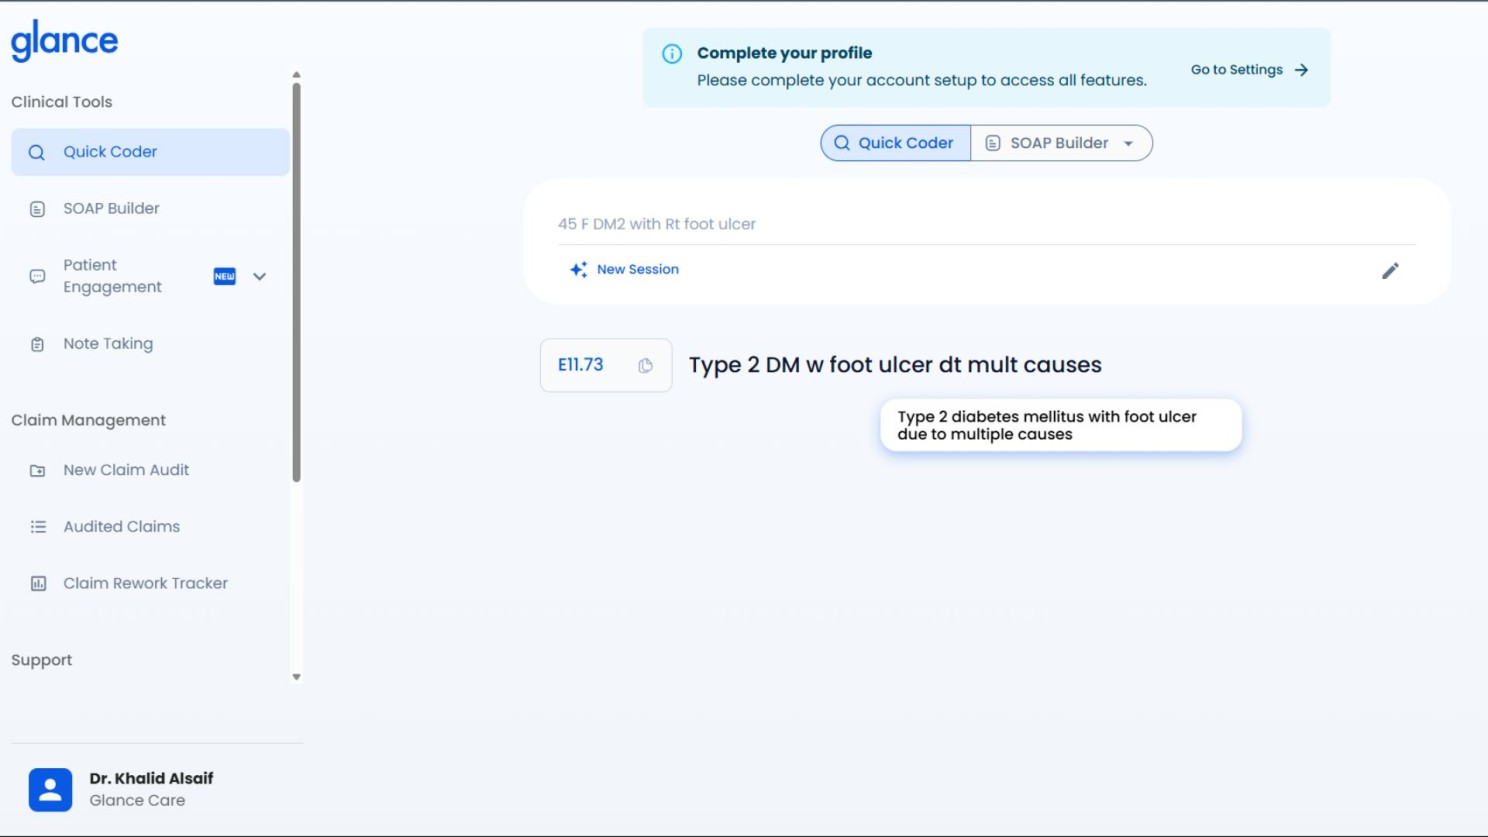 glance
Clinical Tools
Quick Coder
SOAP Builder
Patient
Engagement
NEW
Note Taking
Claim Management
New Claim Audit
Audited Claims
Claim Rework Tracker
Support
Dr. Khalid Alsaif
Glance Care
Complete your profile
Please complete your account setup to access all features.
Go to Settings
Quick Coder
SOAP Builder
45 F DM2 with Rt foot ulcer
New Session
E11.73
Type 2 DM w foot ulcer dt mult causes
Type 2 diabetes mellitus with foot ulcer
due to multiple causes